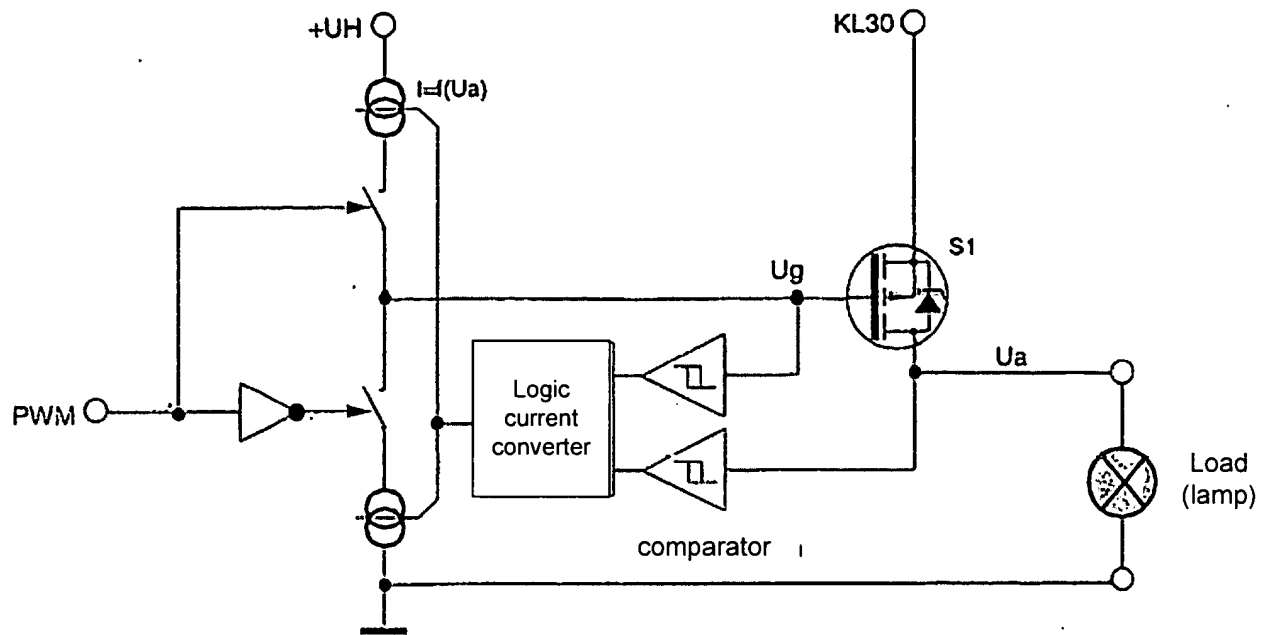 +UH
KL30
I=f(Ua)
S1
Ug
Ua
Logic
current
converter
PWM
Load
(lamp)
comparator